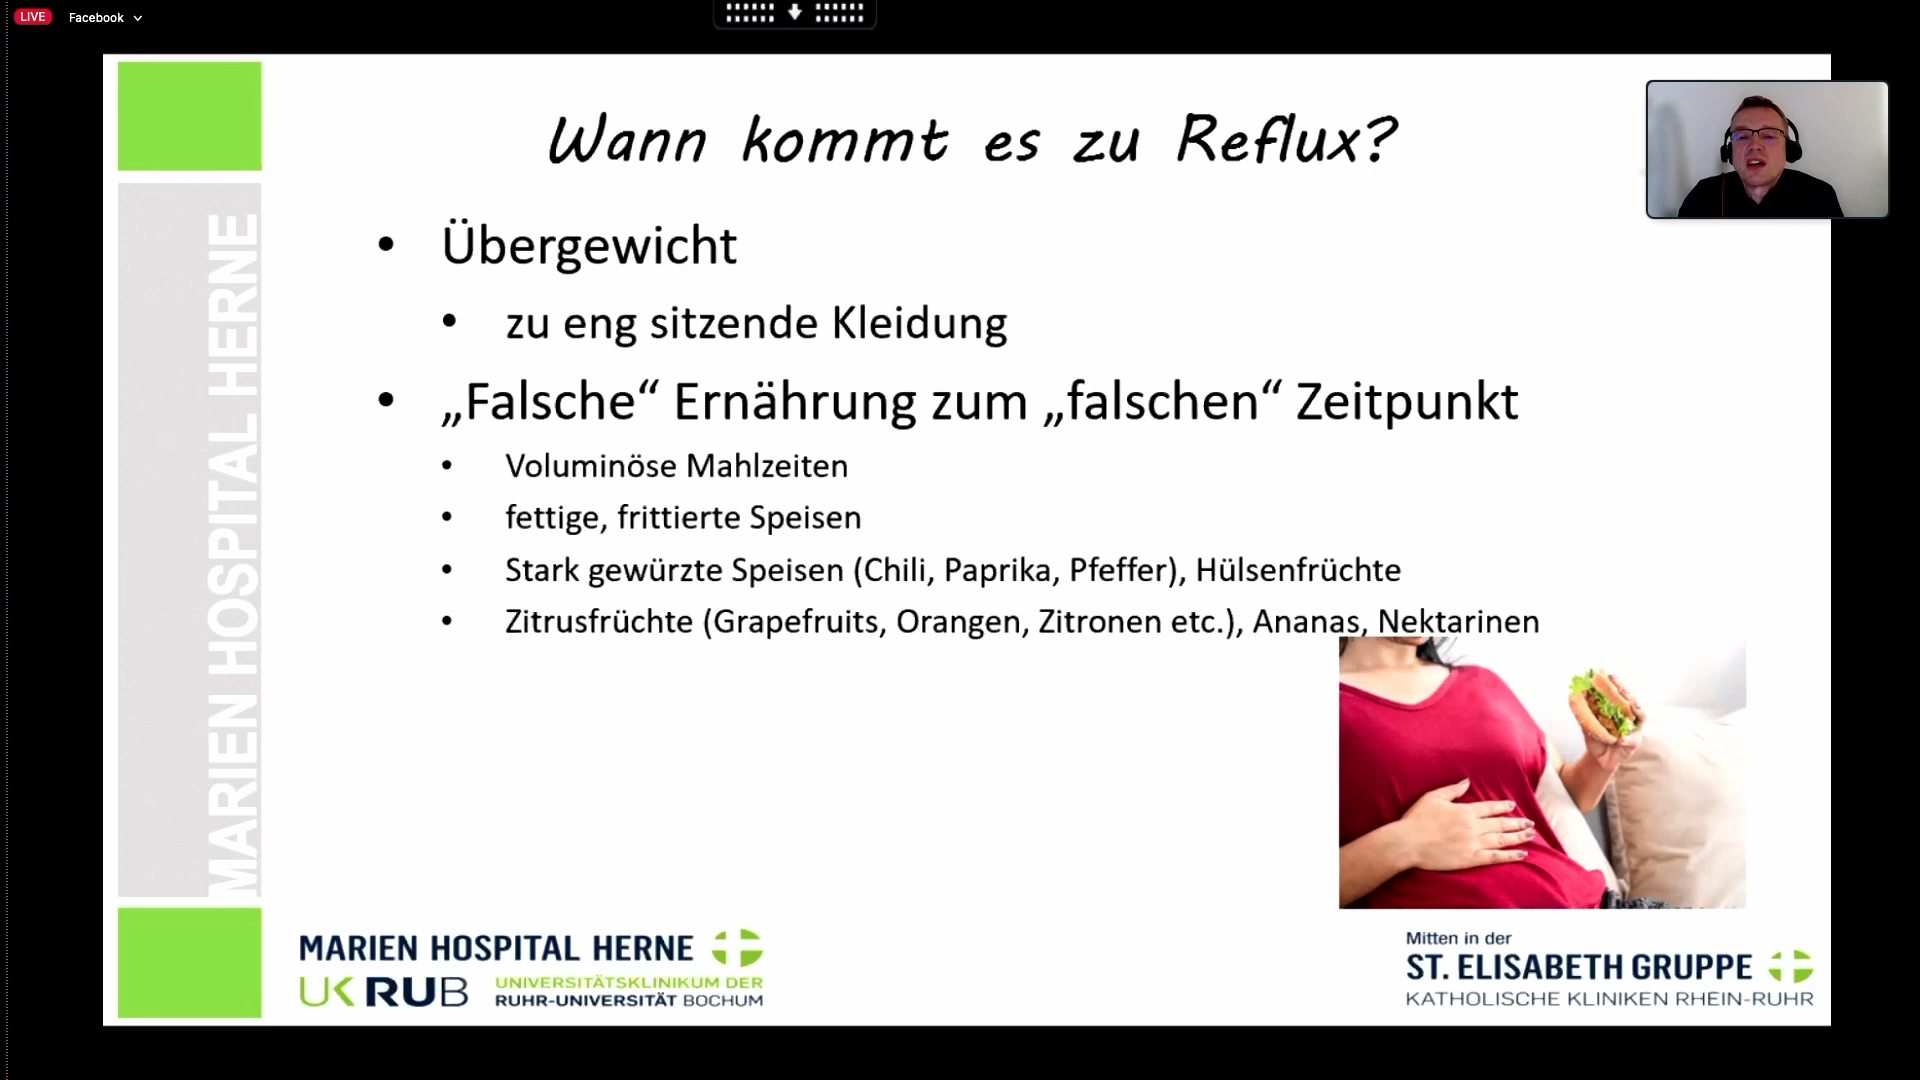 LIVE Facebook
Wann kommt es zu Reflux?
• Übergewicht
• zu eng sitzende Kleidung
• „Falsche“ Ernährung zum „falschen“ Zeitpunkt
• Voluminöse Mahlzeiten
• fettige, frittierte Speisen
• Stark gewürzte Speisen (Chili, Paprika, Pfeffer), Hülsenfrüchte
• Zitrusfrüchte (Grapefruits, Orangen, Zitronen etc.), Ananas, Nektarinen
MARIEN HOSPITAL HERNE
MARIEN HOSPITAL HERNE
UK RUB
UNIVERSITÄTSKLINIKUM DER
RUHR-UNIVERSITÄT BOCHUM
Mitten in der
ST. ELISABETH GRUPPE
KATHOLISCHE KLINIKEN RHEIN-RUHR